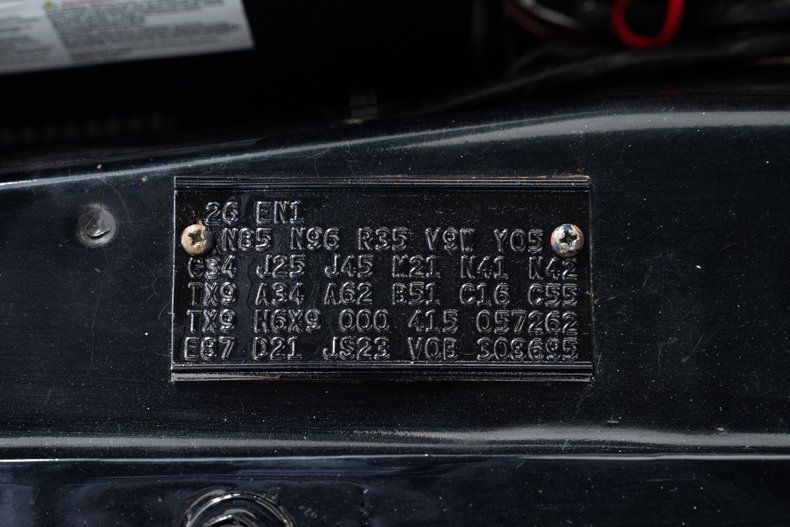 26 EN1
N85 N96 R35 V9W Y05
G34 J25 J45 M21 N41 N42
TX9 A34 A62 B51 C16 C55
TX9 H6X9 000 415 057262
E87 D21 JS23 V0B 308695